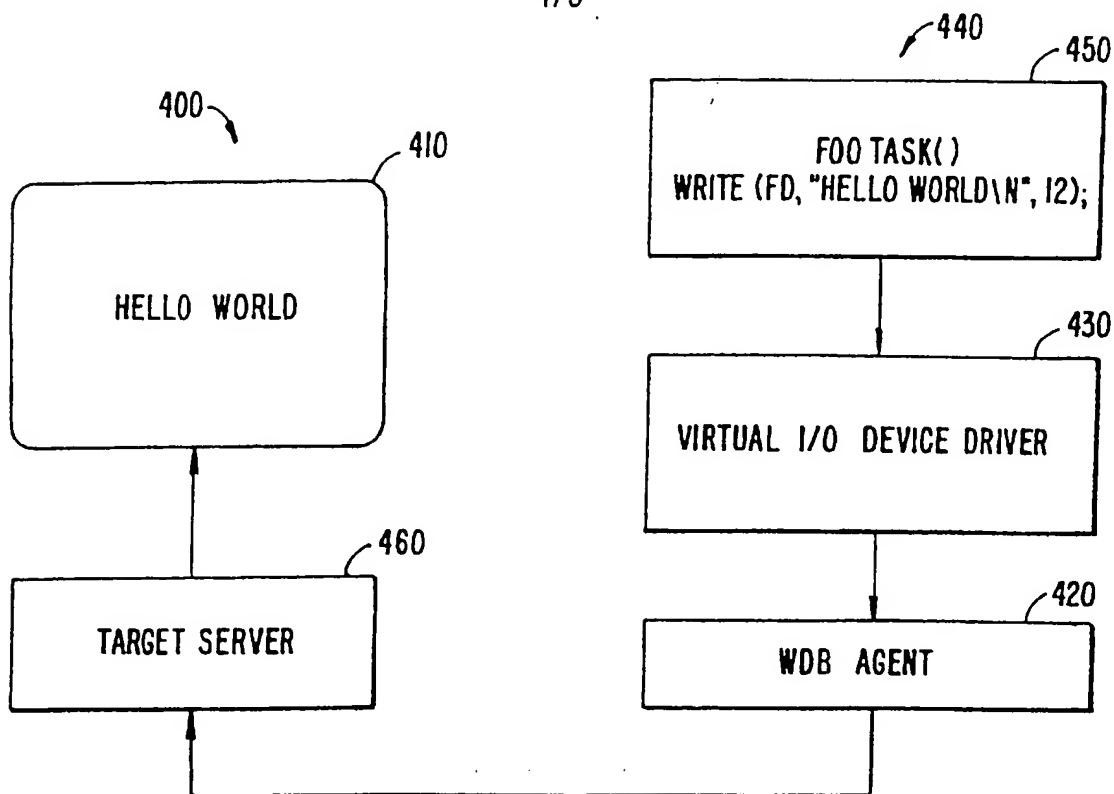 440
450
400
410
FOO TASK()
WRITE (FD, "HELLO WORLD\N", 12);
HELLO WORLD
430
VIRTUAL I/O DEVICE DRIVER
460
420
TARGET SERVER
WDB AGENT